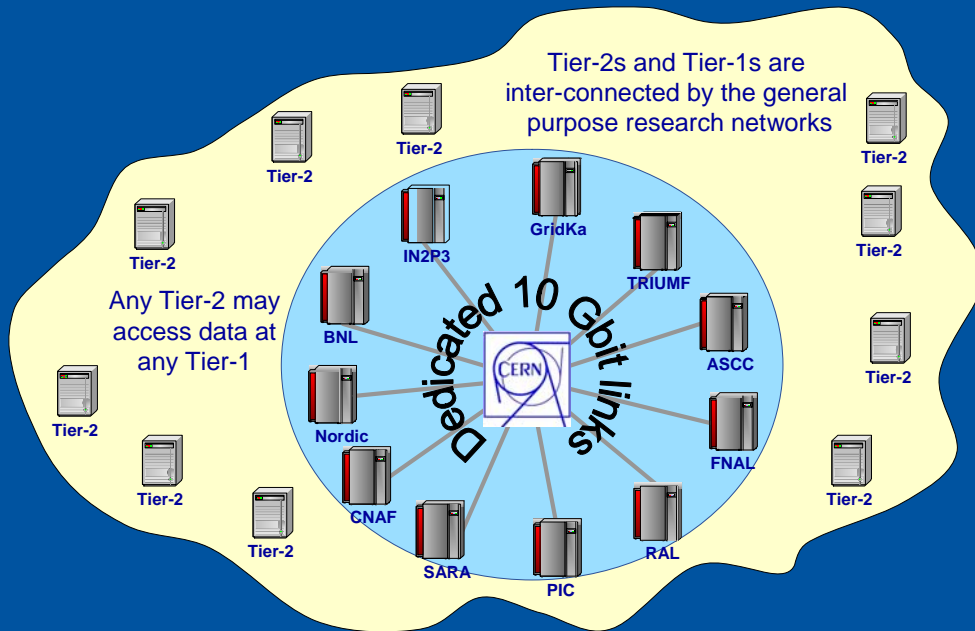 Tier-2s and Tier-1s are
inter-connected by the general
purpose research networks
Tier-2
Tier-2
Tier-2
Tier-2
Tier-2
GridKa
IN2P3
TRIUMF
Any Tier-2 may
access data at
any Tier-1
Dedicated 10 Gbit links
BNL
ASCC
CERN
Tier-2
Tier-2
Nordic
FNAL
Tier-2
Tier-2
CNAF
RAL
Tier-2
SARA
PIC